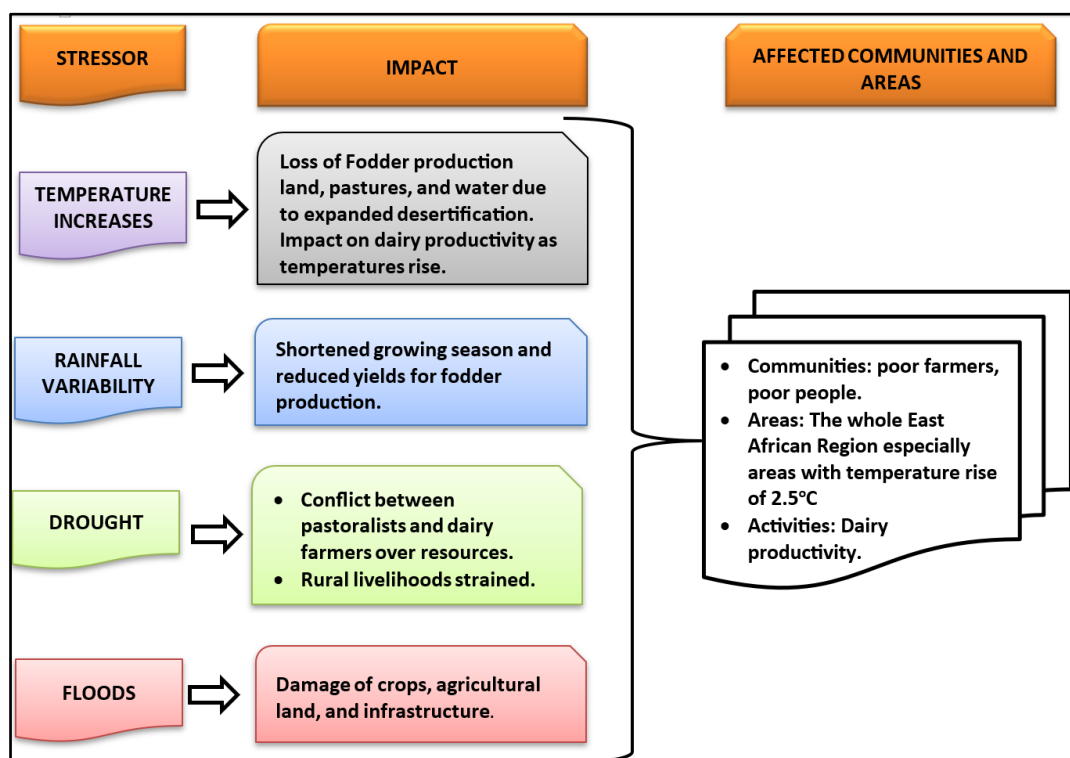 STRESSOR
IMPACT
AFFECTED COMMUNITIES AND
AREAS
TEMPERATURE
INCREASES
Loss of Fodder production
land, pastures, and water due
to expanded desertification.
Impact on dairy productivity as
temperatures rise.
RAINFALL
VARIABILITY
Shortened growing season and
reduced yields for fodder
production.
DROUGHT
• Conflict between
pastoralists and dairy
farmers over resources.
• Rural livelihoods strained.
FLOODS
Damage of crops, agricultural
land, and infrastructure.
• Communities: poor farmers,
poor people.
• Areas: The whole East
African Region especially
areas with temperature rise
of 2.5°C
• Activities: Dairy
productivity.